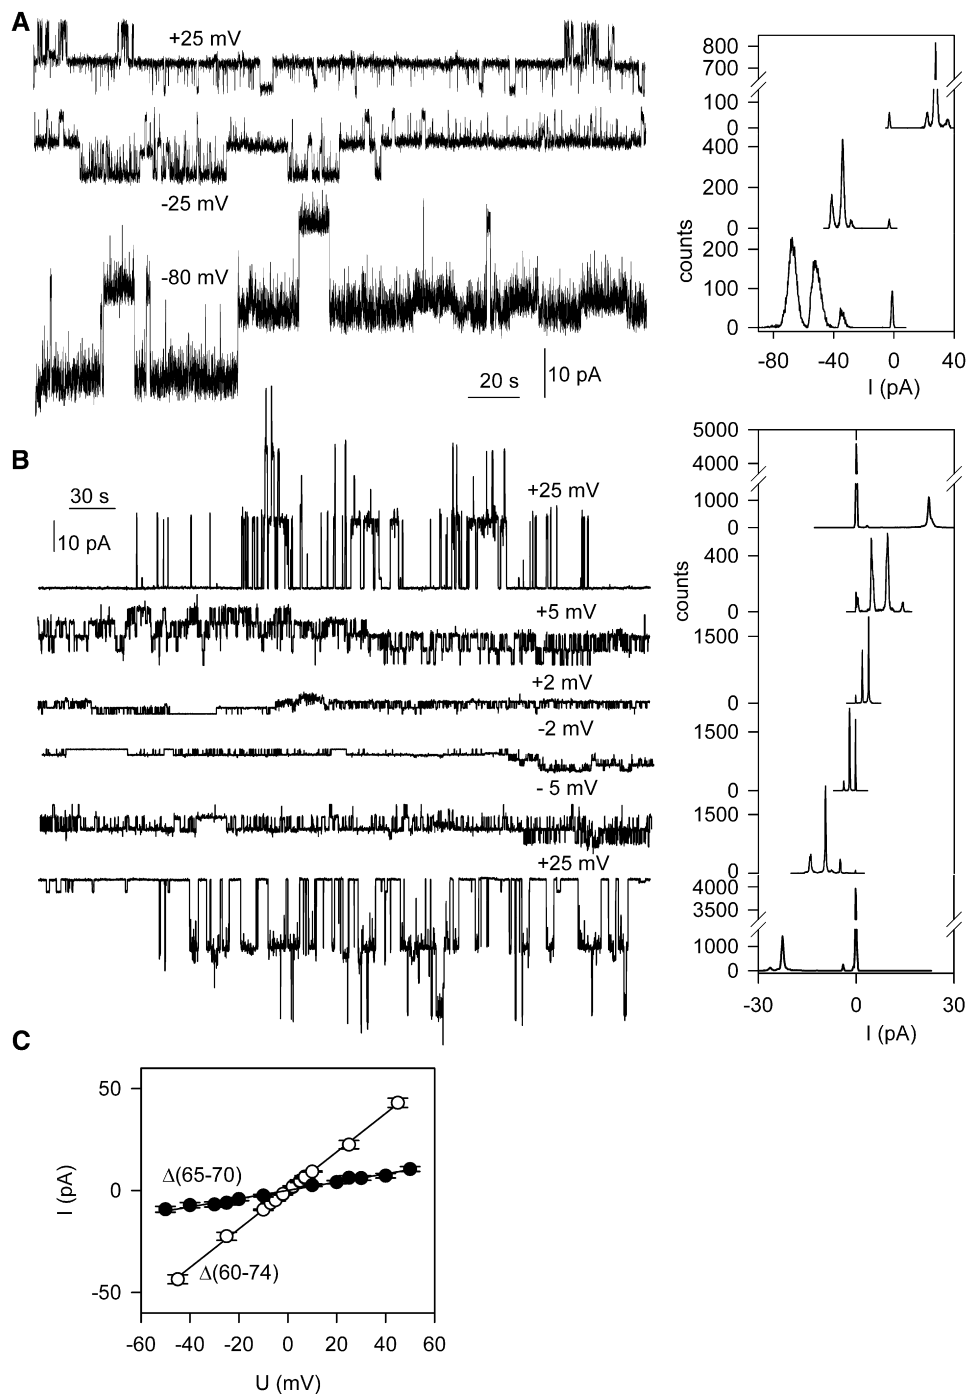 A
+25 mV
-25 mV
-80 mV
20 s
10 pA
800
700
100
0
400
200
0
200
100
0
counts
-80
-40
0
40
I (pA)
B
30 s
10 pA
+25 mV
+5 mV
+2 mV
-2 mV
- 5 mV
+25 mV
5000
4000
1000
0
400
0
1500
0
1500
0
1500
0
4000
3500
1000
0
counts
-30
0
30
I (pA)
C
50
0
-50
I (pA)
Δ(65-70)
Δ(60-74)
-60
-40
-20
0
20
40
60
U (mV)